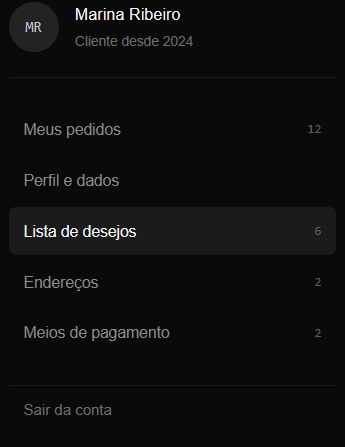 MR
Marina Ribeiro
Cliente desde 2024
Meus pedidos 12
Perfil e dados
Lista de desejos 6
Endereços 2
Meios de pagamento 2
Sair da conta